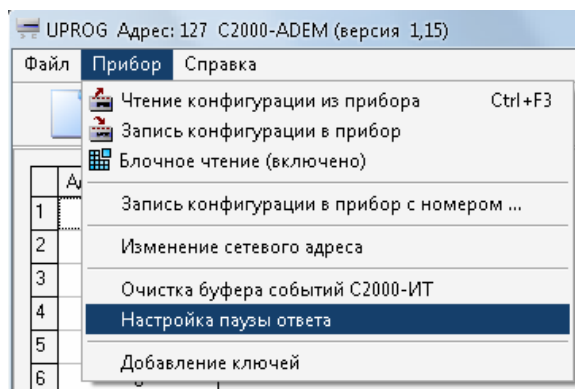 UPROG Адрес: 127 C2000-ADEM (версия 1,15)
Файл Прибор Справка
Чтение конфигурации из прибора Ctrl+F3
Запись конфигурации в прибор
Блочное чтение (включено)
1
Запись конфигурации в прибор с номером ...
2
Изменение сетевого адреса
3
Очистка буфера событий С2000-ИТ
4
Настройка паузы ответа
5
Добавление ключей
6